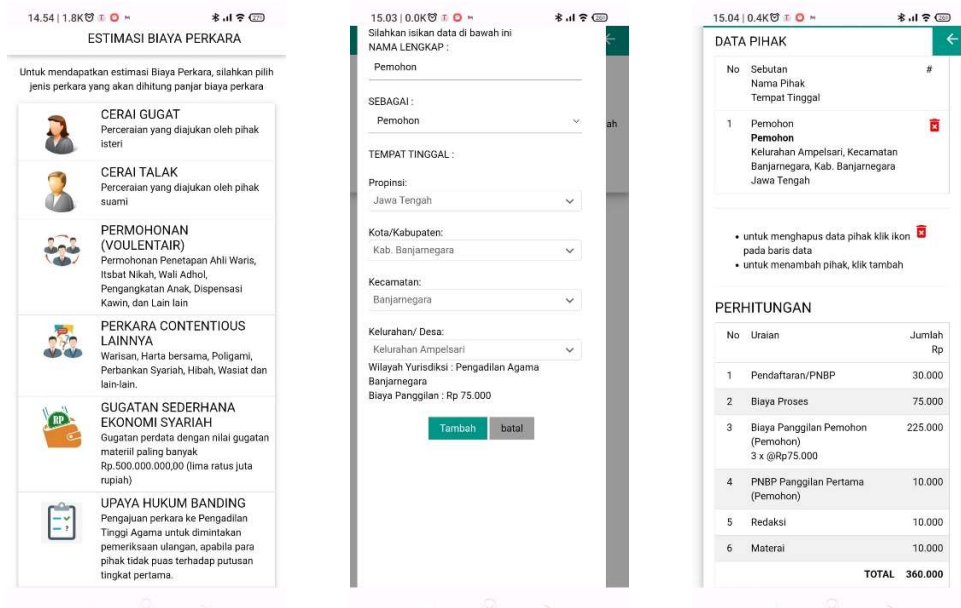 14.54 | 1.8K
ESTIMASI BIAYA PERKARA
Untuk mendapatkan estimasi Biaya Perkara, silahkan pilih
jenis perkara yang akan dihitung panjar biaya perkara
CERAI GUGAT
Perceraian yang diajukan oleh pihak
isteri
CERAI TALAK
Perceraian yang diajukan oleh pihak
suami
PERMOHONAN
(VOULENTAIR)
Permohonan Penetapan Ahli Waris,
Itsbat Nikah, Wali Adhol,
Pengangkatan Anak, Dispensasi
Kawin, dan Lain lain
PERKARA CONTENTIOUS
LAINNYA
Warisan, Harta bersama, Poligami,
Perbankan Syariah, Hibah, Wasiat dan
lain-lain.
RP
GUGATAN SEDERHANA
EKONOMI SYARIAH
Gugatan perdata dengan nilai gugatan
materiil paling banyak
Rp.500.000.000,00 (lima ratus juta
rupiah)
UPAYA HUKUM BANDING
Pengajuan perkara ke Pengadilan
Tinggi Agama untuk dimintakan
pemeriksaan ulangan, apabila para
pihak tidak puas terhadap putusan
tingkat pertama.
15.03 | 0.0K
Silahkan isikan data di bawah ini
NAMA LENGKAP :
Pemohon
SEBAGAI :
Pemohon
ah
TEMPAT TINGGAL :
Propinsi:
Jawa Tengah
Kota/Kabupaten:
Kab. Banjarnegara
Kecamatan:
Banjarnegara
Kelurahan/ Desa:
Kelurahan Ampelsari
Wilayah Yurisdiksi : Pengadilan Agama
Banjarnegara
Biaya Panggilan : Rp 75.000
Tambah batal
15.04 | 0.4K
DATA PIHAK
No Sebutan #
Nama Pihak
Tempat Tinggal
1 Pemohon
Pemohon
Kelurahan Ampelsari, Kecamatan
Banjarnegara, Kab. Banjarnegara
Jawa Tengah
• untuk menghapus data pihak klik ikon
pada baris data
• untuk menambah pihak, klik tambah
PERHITUNGAN
No Uraian Jumlah
Rp
1 Pendaftaran/PNBP 30.000
2 Biaya Proses 75.000
3 Biaya Panggilan Pemohon 225.000
(Pemohon)
3 x @Rp75.000
4 PNBP Panggilan Pertama 10.000
(Pemohon)
5 Redaksi 10.000
6 Materai 10.000
TOTAL 360.000